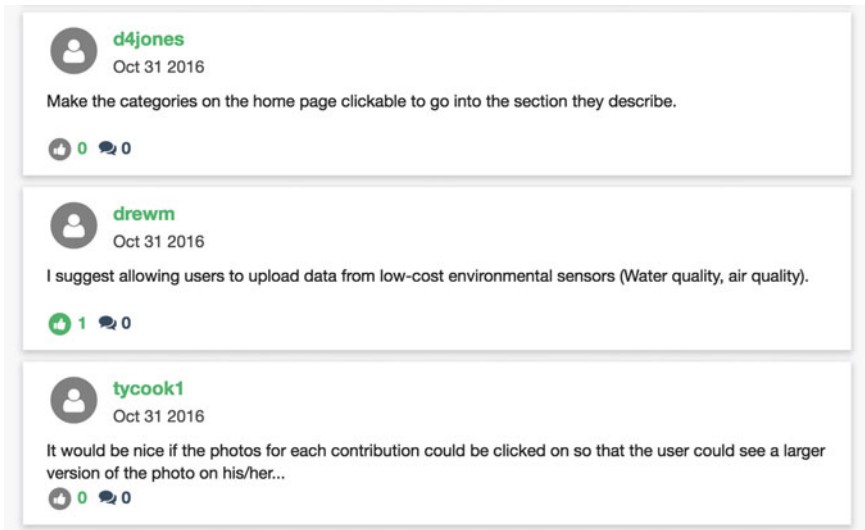 d4jones
Oct 31 2016
Make the categories on the home page clickable to go into the section they describe.
0 0
drewm
Oct 31 2016
I suggest allowing users to upload data from low-cost environmental sensors (Water quality, air quality).
1 0
tycook1
Oct 31 2016
It would be nice if the photos for each contribution could be clicked on so that the user could see a larger
version of the photo on his/her...
0 0